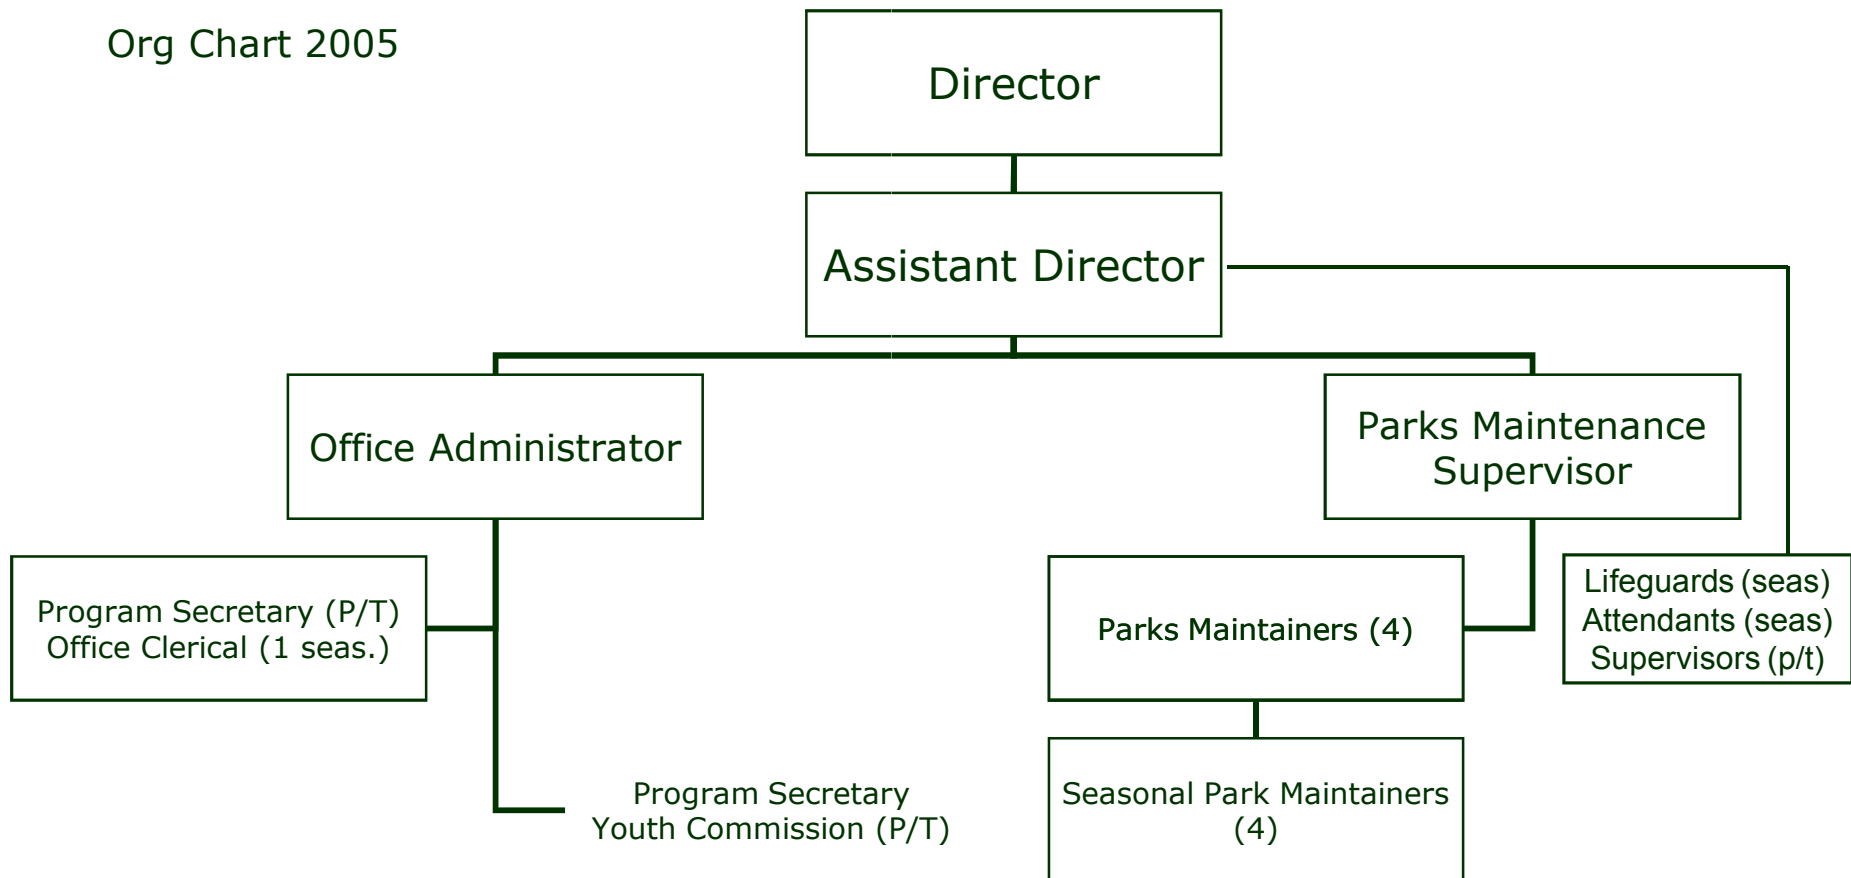 Org Chart 2005
Director
Assistant Director
Office Administrator
Parks Maintenance
Supervisor
Program Secretary (P/T)
Office Clerical (1 seas.)
Parks Maintainers (4)
Lifeguards (seas)
Attendants (seas)
Supervisors (p/t)
Program Secretary
Youth Commission (P/T)
Seasonal Park Maintainers
(4)